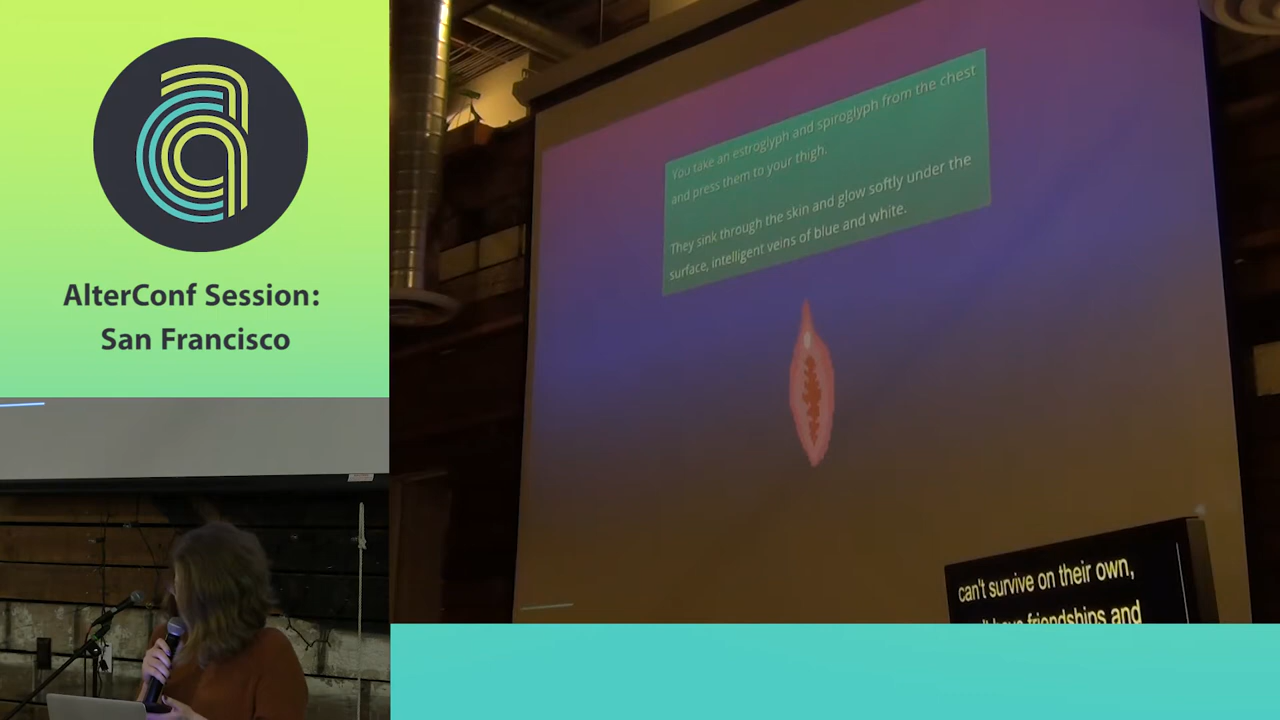 AlterConf Session:
San Francisco
You take an estroglyph and spiroglyph from the chest
and press them to your thigh.
They sink through the skin and glow softly under the
surface, intelligent veins of blue and white.
can't survive on their own,
friendships and